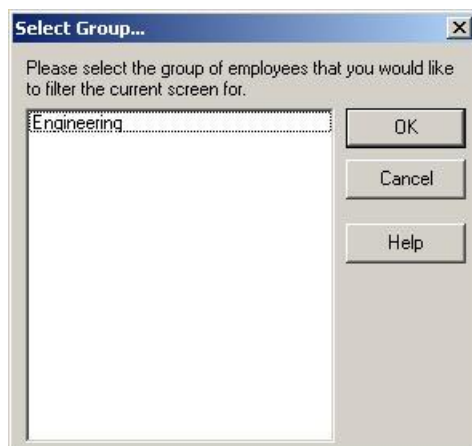 Select Group...
Please select the group of employees that you would like
to filter the current screen for.
Engineering
OK
Cancel
Help